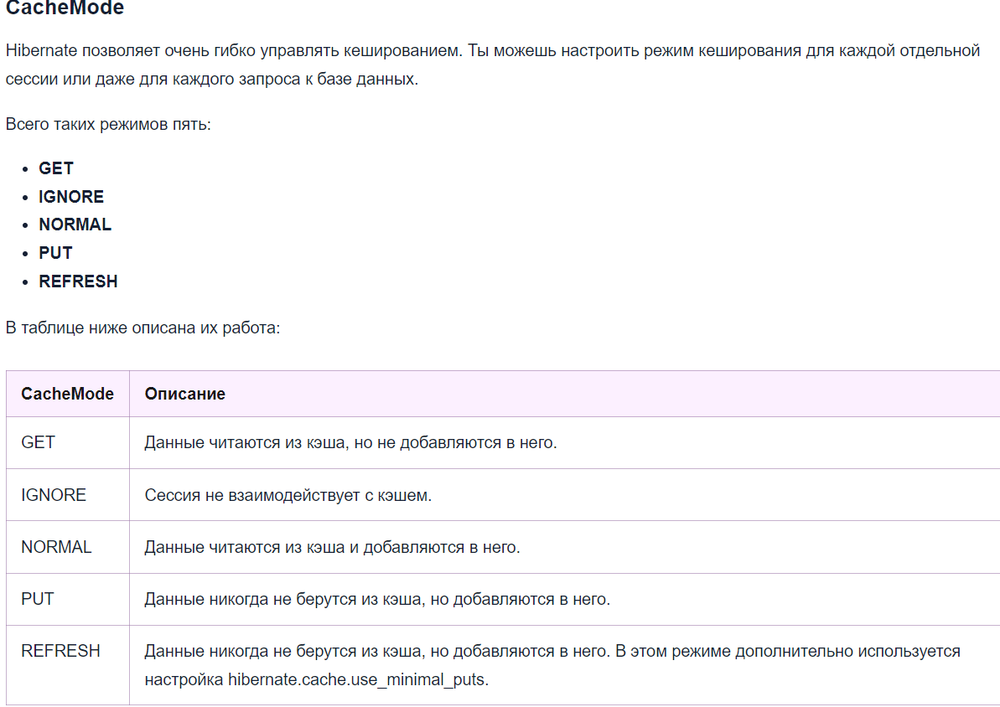 CacheMode
Hibernate позволяет очень гибко управлять кешированием. Ты можешь настроить режим кеширования для каждой отдельной
сессии или даже для каждого запроса к базе данных.
Всего таких режимов пять:
• GET
• IGNORE
• NORMAL
• PUT
• REFRESH
В таблице ниже описана их работа:
CacheMode Описание
GET Данные читаются из кэша, но не добавляются в него.
IGNORE Сессия не взаимодействует с кэшем.
NORMAL Данные читаются из кэша и добавляются в него.
PUT Данные никогда не берутся из кэша, но добавляются в него.
REFRESH Данные никогда не берутся из кэша, но добавляются в него. В этом режиме дополнительно используется
настройка hibernate.cache.use_minimal_puts.